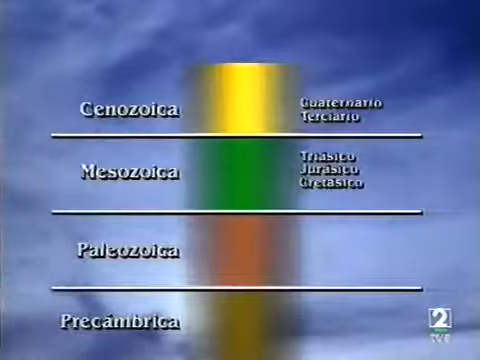 Cenozoica
Cuaternario
Terciario
Mesozoica
Triásico
Jurásico
Cretásico
Paleozoica
Precámbrica
2
TVE